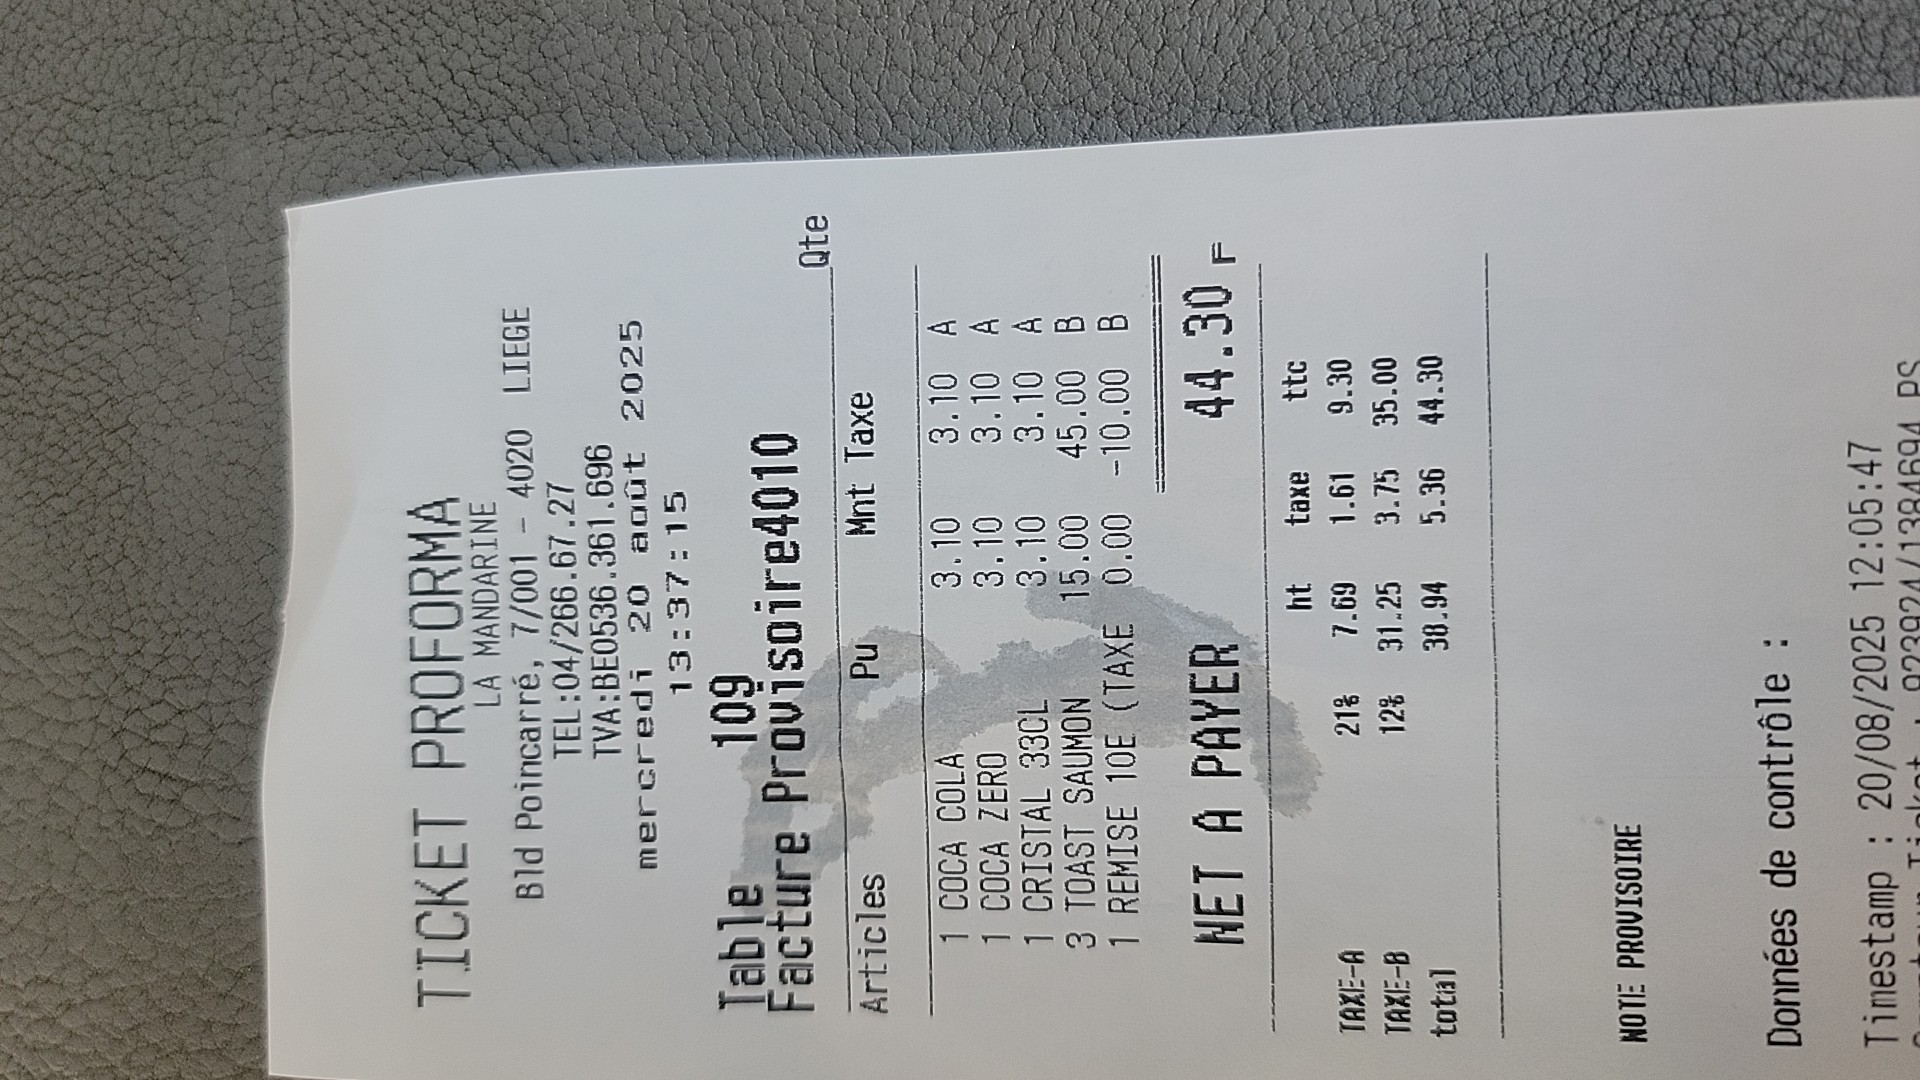 TICKET PROFORMA
LA MANDARINE
Bld Poincarré, 7/001 - 4020 LIEGE
TEL:04/266.67.27
TVA:BE0536.361.696
mercredi 20 août 2025
13:37:15
Table 109
Facture Provisoire4010
Qte
Articles Pu Mnt Taxe
1 COCA COLA 3.10 3.10 A
1 COCA ZERO 3.10 3.10 A
1 CRISTAL 33CL 3.10 3.10 A
3 TOAST SAUMON 15.00 45.00 B
1 REMISE 10E (TAXE 0.00 -10.00 B
NET A PAYER 44.30 F
ht taxe ttc
TAXE-A 21% 7.69 1.61 9.30
TAXE-B 12% 31.25 3.75 35.00
total 38.94 5.36 44.30
NOTE PROVISOIRE
Données de contrôle :
Timestamp : 20/08/2025 12:05:47